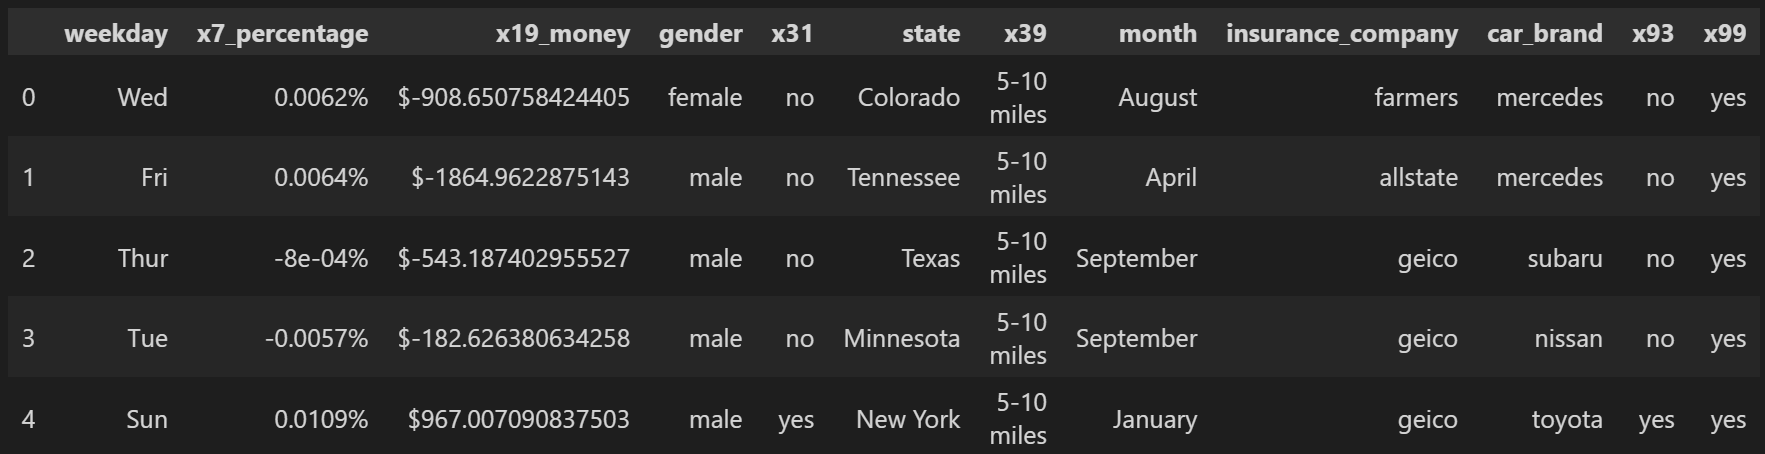 weekday x7_percentage x19_money gender x31 state x39 month insurance_company car_brand x93 x99
0 Wed 0.0062% $-908.650758424405 female no Colorado 5-10 miles August farmers mercedes no yes
1 Fri 0.0064% $-1864.9622875143 male no Tennessee 5-10 miles April allstate mercedes no yes
2 Thur -8e-04% $-543.187402955527 male no Texas 5-10 miles September geico subaru no yes
3 Tue -0.0057% $-182.626380634258 male no Minnesota 5-10 miles September geico nissan no yes
4 Sun 0.0109% $967.007090837503 male yes New York 5-10 miles January geico toyota yes yes